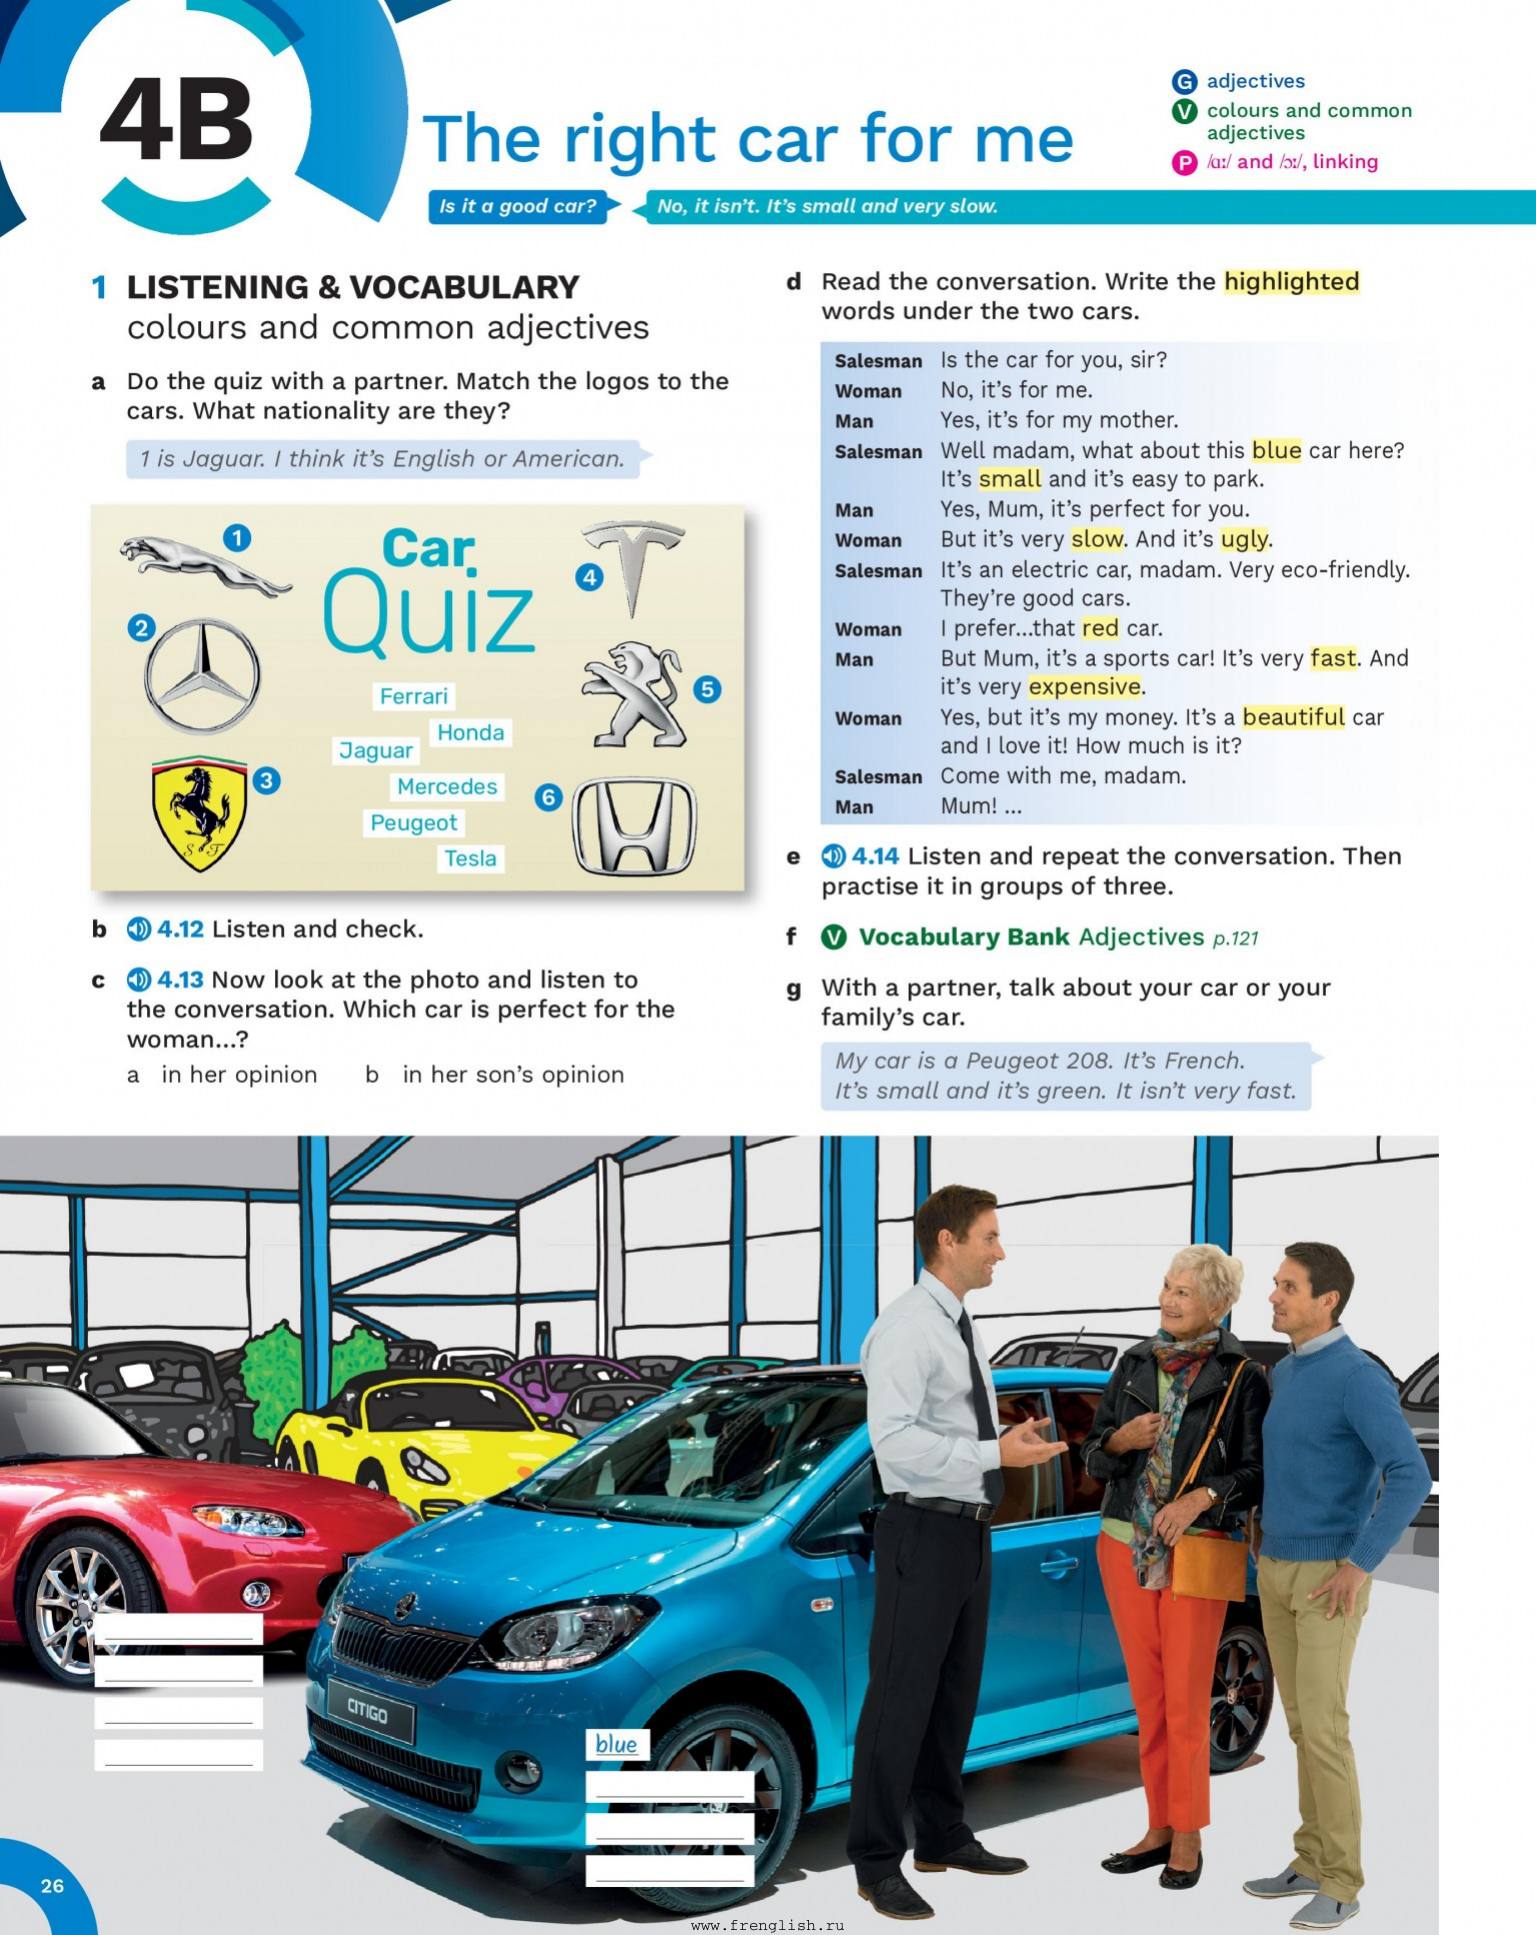 4B
The right car for me
G adjectives
V colours and common
adjectives
P /ɑː/ and /ɔː/, linking
Is it a good car?
No, it isn't. It's small and very slow.
1 LISTENING & VOCABULARY
colours and common adjectives
a Do the quiz with a partner. Match the logos to the
cars. What nationality are they?
1 is Jaguar. I think it's English or American.
Car
Quiz
1
2
3
4
5
6
Ferrari
Honda
Jaguar
Mercedes
Peugeot
Tesla
S F
b 4.12 Listen and check.
c 4.13 Now look at the photo and listen to
the conversation. Which car is perfect for the
woman...?
a in her opinion b in her son's opinion
d Read the conversation. Write the highlighted
words under the two cars.
Salesman Is the car for you, sir?
Woman No, it's for me.
Man Yes, it's for my mother.
Salesman Well madam, what about this blue car here?
It's small and it's easy to park.
Man Yes, Mum, it's perfect for you.
Woman But it's very slow. And it's ugly.
Salesman It's an electric car, madam. Very eco-friendly.
They're good cars.
Woman I prefer...that red car.
Man But Mum, it's a sports car! It's very fast. And
it's very expensive.
Woman Yes, but it's my money. It's a beautiful car
and I love it! How much is it?
Salesman Come with me, madam.
Man Mum! ...
e 4.14 Listen and repeat the conversation. Then
practise it in groups of three.
f V Vocabulary Bank Adjectives p.121
g With a partner, talk about your car or your
family's car.
My car is a Peugeot 208. It's French.
It's small and it's green. It isn't very fast.
CITIGO
blue
26
www.frenglish.ru